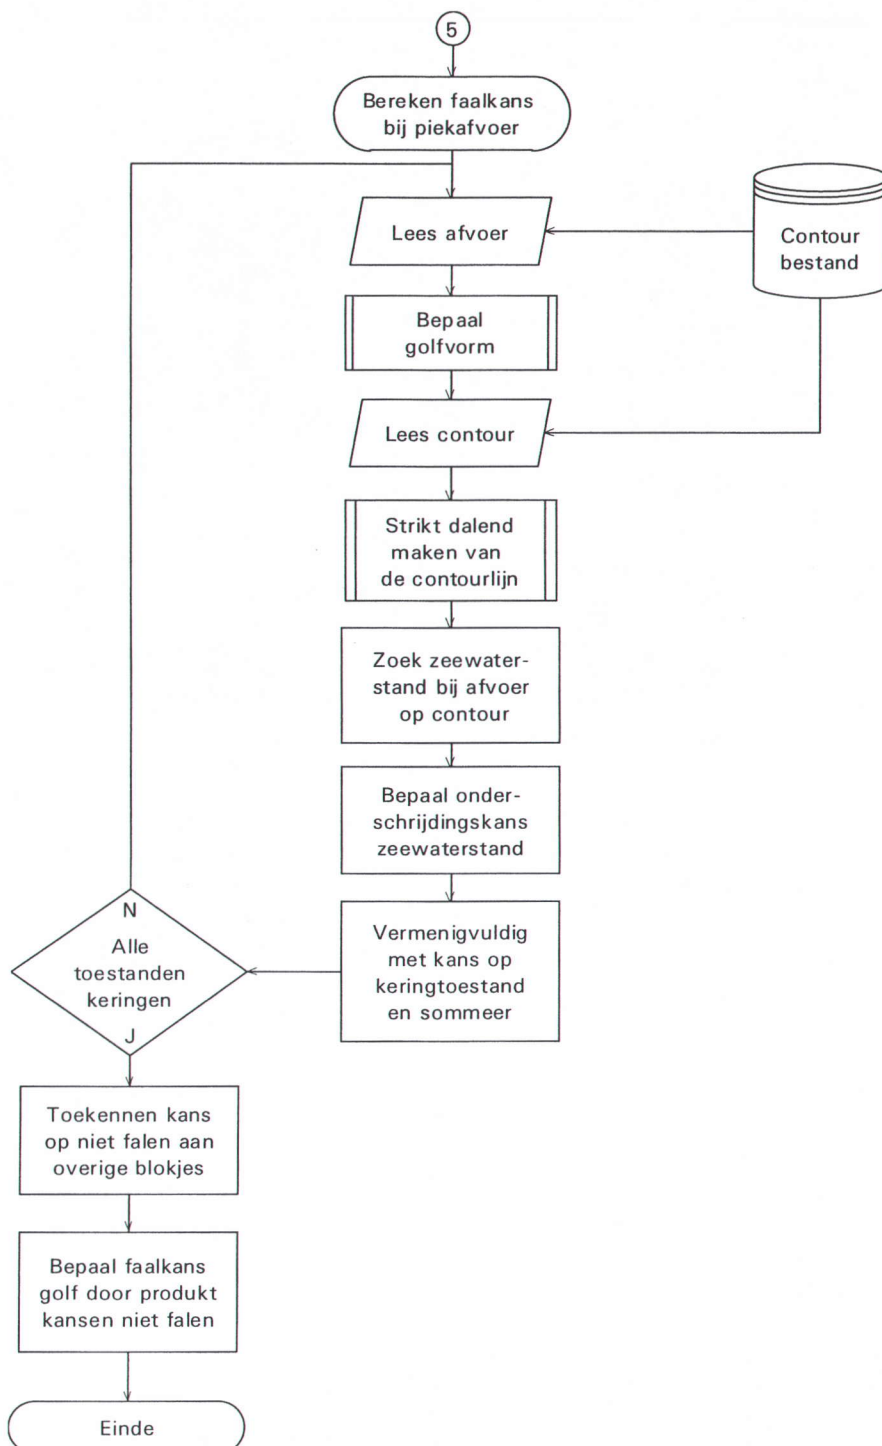 5
Bereken faalkans
bij piekafvoer
Lees afvoer
Contour
bestand
Bepaal
golfvorm
Lees contour
Strikt dalend
maken van
de contourlijn
Zoek zeewater-
stand bij afvoer
op contour
Bepaal onder-
schrijdingskans
zeewaterstand
Vermenigvuldig
met kans op
keringtoestand
en sommeer
N
Alle
toestanden
keringen
J
Toekennen kans
op niet falen aan
overige blokjes
Bepaal faalkans
golf door produkt
kansen niet falen
Einde